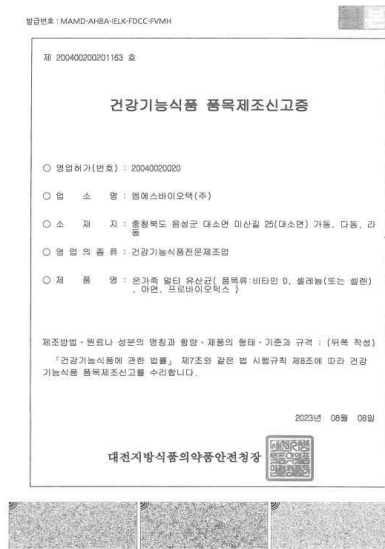 발급번호 : MAMD-AHBA-IELK-FDCC-FVMH
제 200400200201163 호
건강기능식품 품목제조신고증
○ 영업허가(번호) : 20040020020
○ 업 소 명 : 엠에스바이오텍(주)
○ 소 재 지 : 충청북도 음성군 대소면 미산길 25(대소면) 가동, 다동, 라
동
○ 영 업 의 종 류 : 건강기능식품전문제조업
○ 제 품 명 : 온가족 멀티 유산균( 품목류:비타민 D, 셀레늄(또는 셀렌)
, 아연, 프로바이오틱스 )
제조방법ㆍ원료나 성분의 명칭과 함량ㆍ제품의 형태ㆍ기준과 규격 : (뒤쪽 작성)
「건강기능식품에 관한 법률」 제7조와 같은 법 시행규칙 제8조에 따라 건강
기능식품 품목제조신고를 수리합니다.
2023년 08월 08일
대전지방식품의약품안전청장